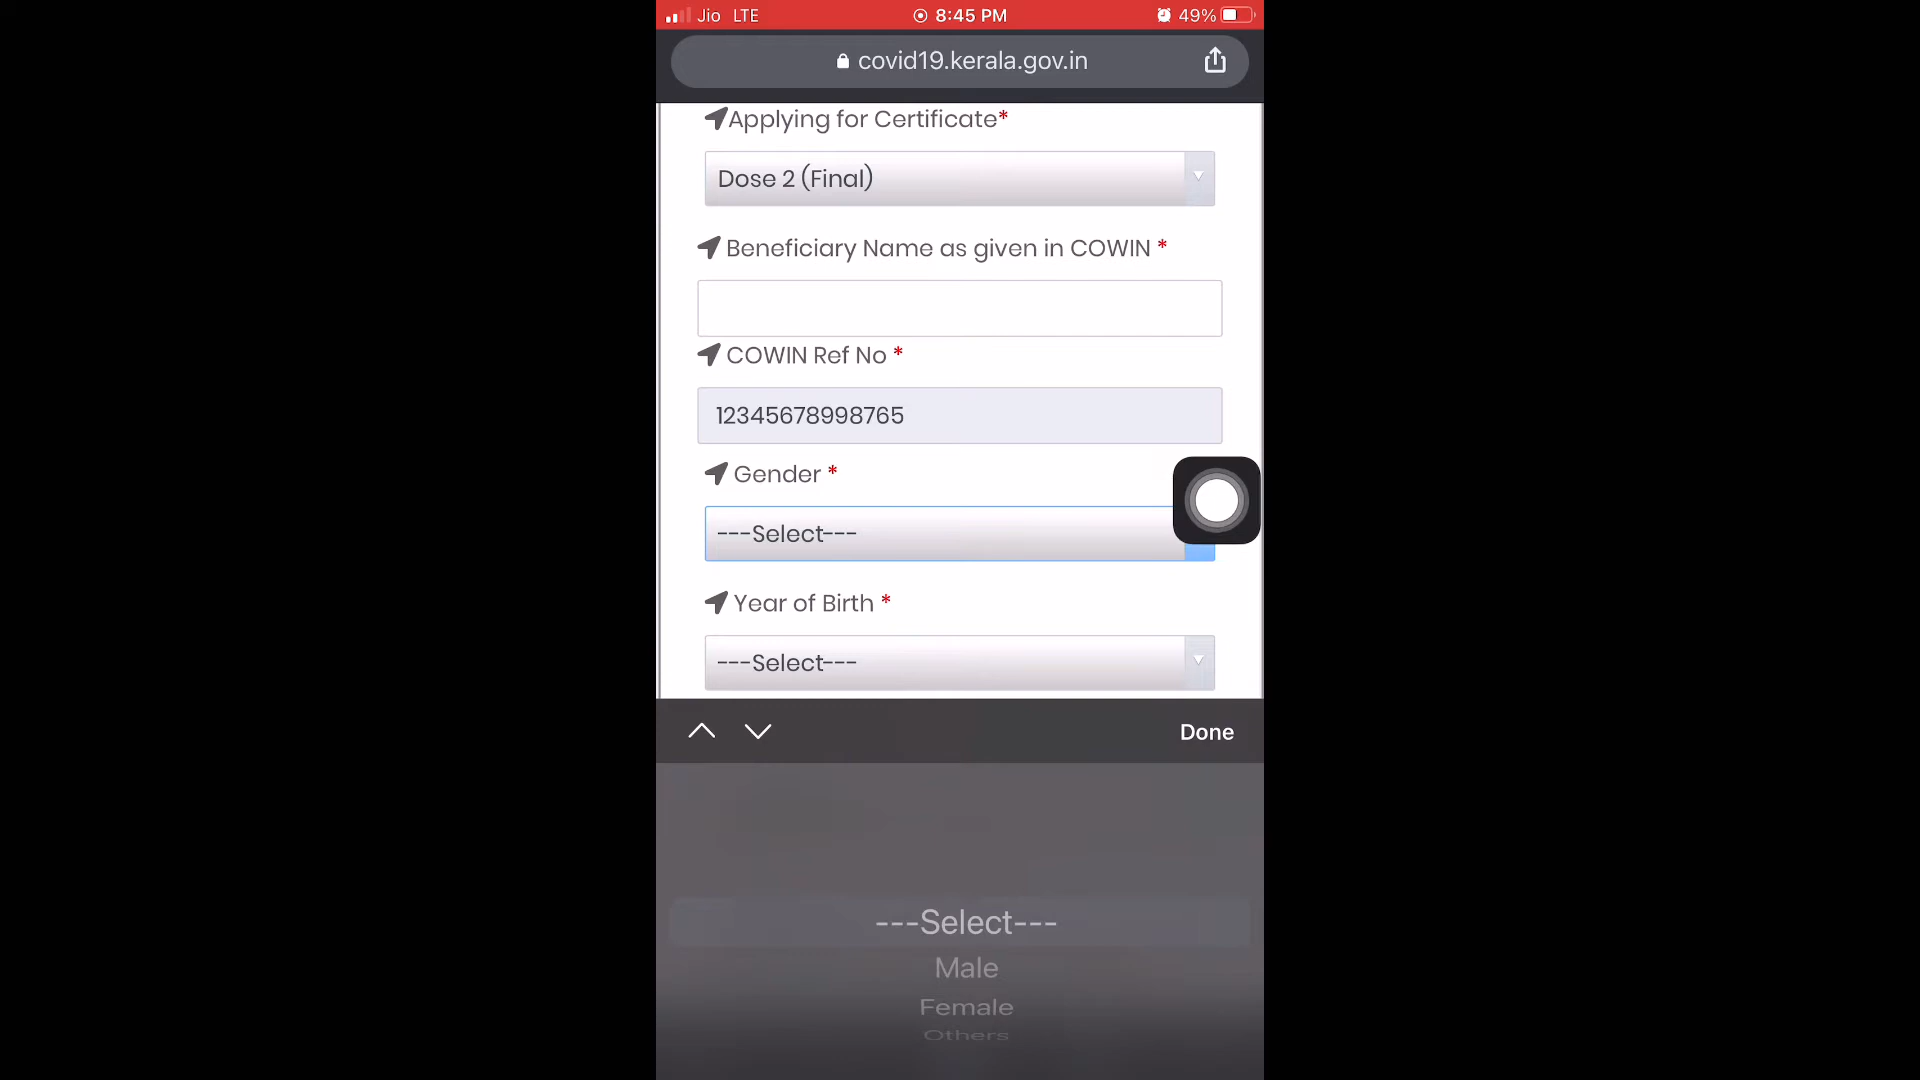 Jio LTE 8:45 PM 49%
covid19.kerala.gov.in
Applying for Certificate*
Dose 2 (Final)
Beneficiary Name as given in COWIN *
COWIN Ref No *
12345678998765
Gender *
---Select---
Year of Birth *
---Select---
Done
---Select---
Male
Female
Others